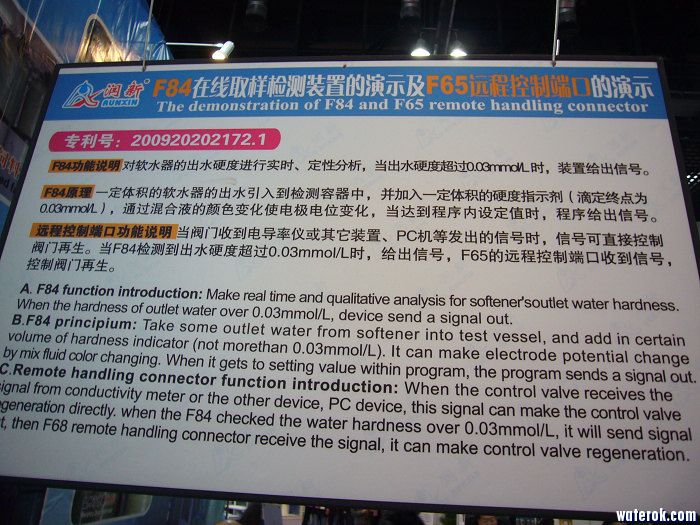 润新 RUNXIN F84在线取样检测装置的演示及F65远程控制端口的演示
The demonstration of F84 and F65 remote handling connector
专利号：200920202172.1
F84功能说明 对软水器的出水硬度进行实时、定性分析，当出水硬度超过0.03mmol/L时，装置给出信号。
F84原理 一定体积的软水器的出水引入到检测容器中，并加入一定体积的硬度指示剂（滴定终点为
0.03mmol/L），通过混合液的颜色变化使电极电位变化，当达到程序内设定值时，程序给出信号。
远程控制端口功能说明 当阀门收到电导率仪或其它装置、PC机等发出的信号时，信号可直接控制
阀门再生。当F84检测到出水硬度超过0.03mmol/L时，给出信号，F65的远程控制端口收到信号，
控制阀门再生。
A. F84 function introduction: Make real time and qualitative analysis for softener'soutlet water hardness.
When the hardness of outlet water over 0.03mmol/L, device send a signal out.
B.F84 principium: Take some outlet water from softener into test vessel, and add in certain
volume of hardness indicator (not morethan 0.03mmol/L). It can make electrode potential change
by mix fluid color changing. When it gets to setting value within program, the program sends a signal out.
C.Remote handling connector function introduction: When the control valve receives the
signal from conductivity meter or the other device, PC device, this signal can make the control valve
egeneration directly. when the F84 checked the water hardness over 0.03mmol/L, it will send signal
t, then F68 remote handling connector receive the signal, it can make control valve regeneration.
waterok.com